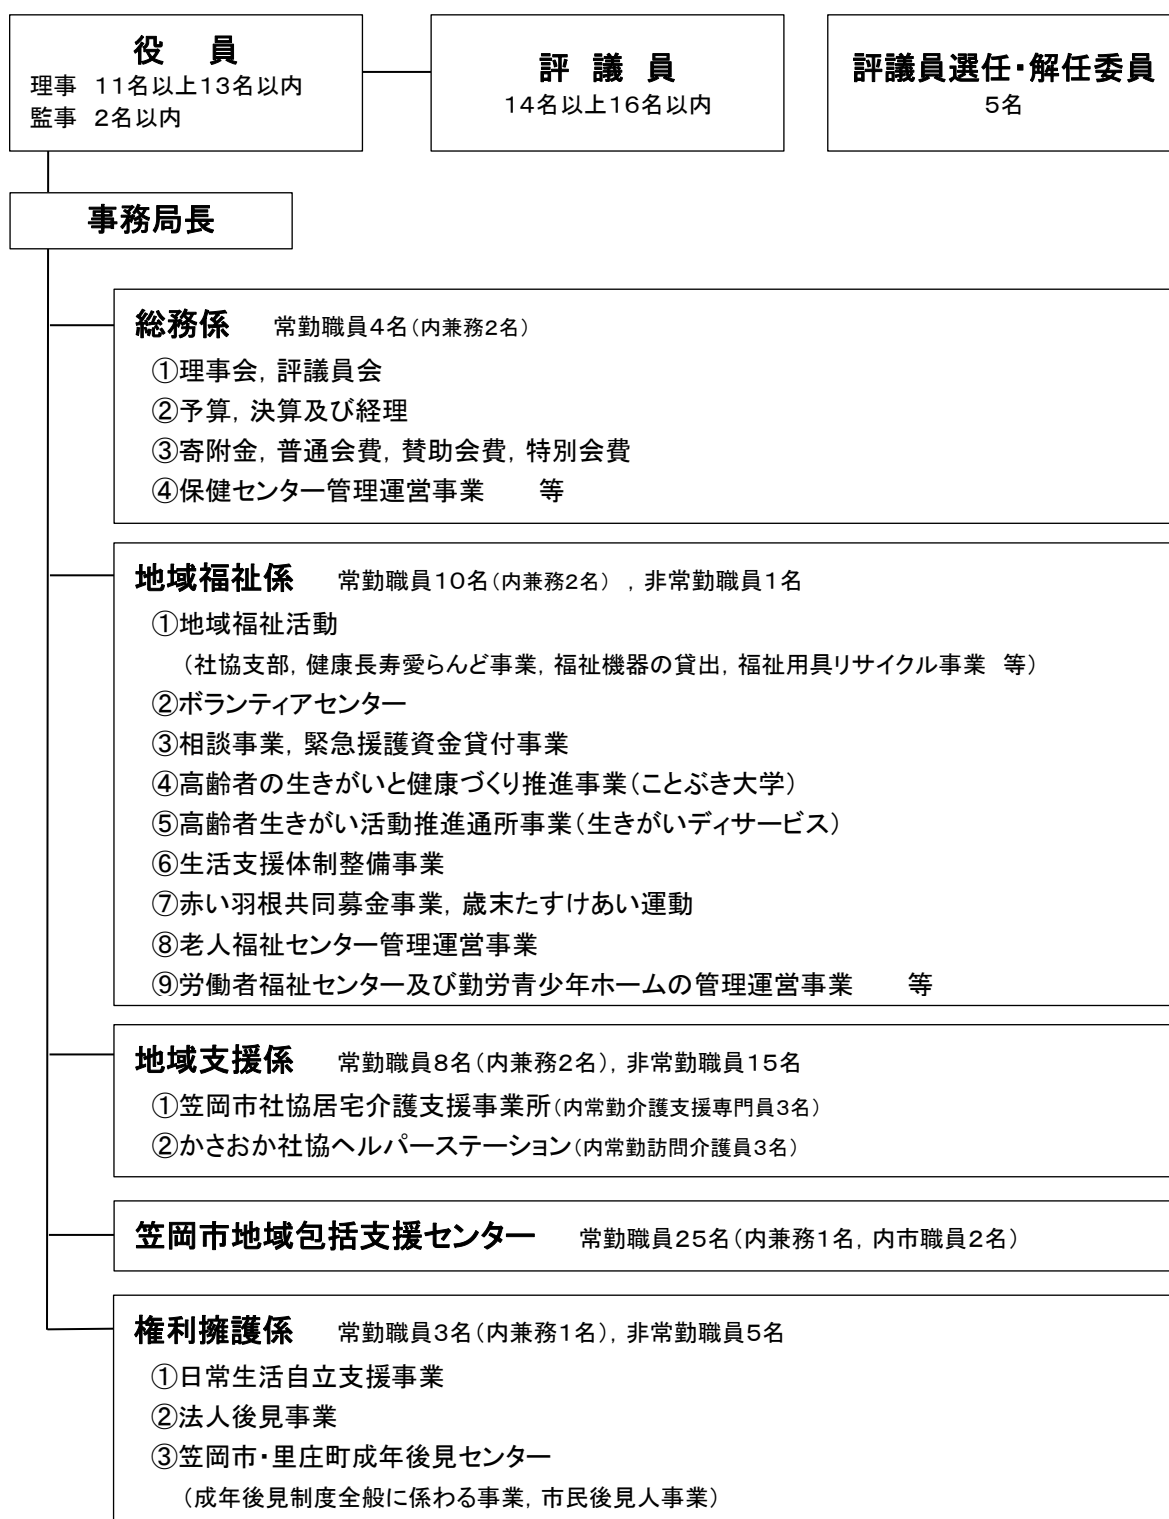 役　員
理事　11名以上13名以内
監事　2名以内
評　議　員
14名以上16名以内
評議員選任・解任委員
5名
事務局長
総務係　常勤職員4名(内兼務2名)
①理事会，評議員会
②予算，決算及び経理
③寄附金，普通会費，賛助会費，特別会費
④保健センター管理運営事業　　等
地域福祉係　常勤職員10名(内兼務2名)　，非常勤職員1名
①地域福祉活動
（社協支部，健康長寿愛らんど事業，福祉機器の貸出，福祉用具リサイクル事業　等）
②ボランティアセンター
③相談事業，緊急援護資金貸付事業
④高齢者の生きがいと健康づくり推進事業（ことぶき大学）
⑤高齢者生きがい活動推進通所事業（生きがいディサービス）
⑥生活支援体制整備事業
⑦赤い羽根共同募金事業，歳末たすけあい運動
⑧老人福祉センター管理運営事業
⑨労働者福祉センター及び勤労青少年ホームの管理運営事業　　等
地域支援係　常勤職員8名（内兼務2名），非常勤職員15名
①笠岡市社協居宅介護支援事業所（内常勤介護支援専門員3名）
②かさおか社協ヘルパーステーション（内常勤訪問介護員3名）
笠岡市地域包括支援センター　常勤職員25名（内兼務1名，内市職員2名）
権利擁護係　常勤職員3名（内兼務1名），非常勤職員5名
①日常生活自立支援事業
②法人後見事業
③笠岡市・里庄町成年後見センター
（成年後見制度全般に係わる事業，市民後見人事業）